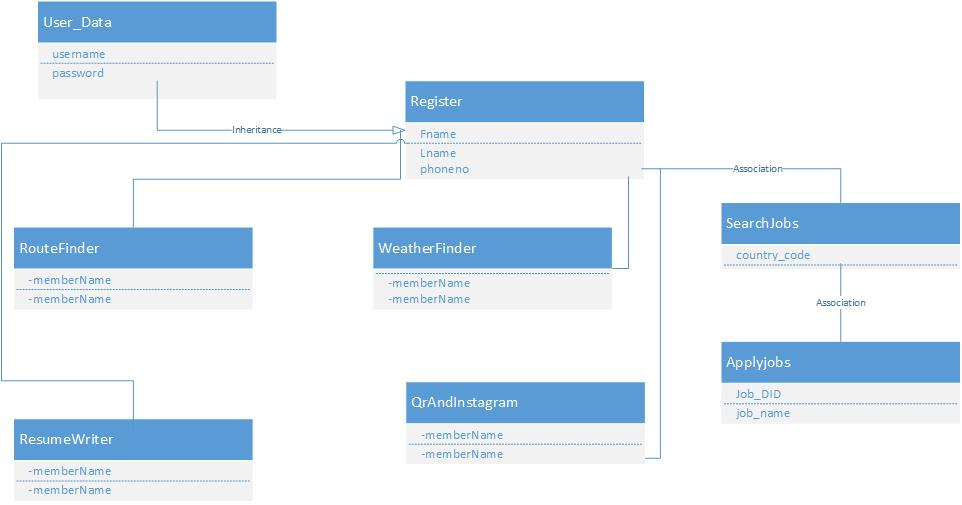 User_Data
username
password
Register
Fname
Lname
phoneno
Inheritance
Association
RouteFinder
-memberName
-memberName
WeatherFinder
-memberName
-memberName
SearchJobs
country_code
Association
Applyjobs
Job_DID
job_name
QrAndInstagram
-memberName
-memberName
ResumeWriter
-memberName
-memberName